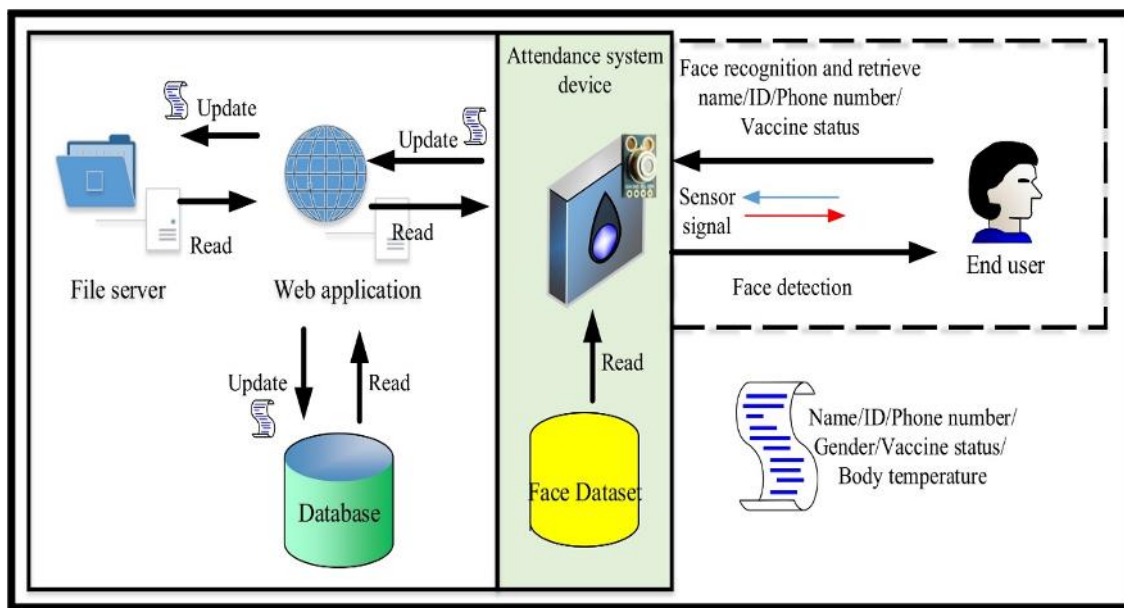 Attendance system
device
Face recognition and retrieve
name/ID/Phone number/
Vaccine status
Update
Update
Read
Read
Sensor
signal
File server
Web application
End user
Face detection
Update
Read
Read
Name/ID/Phone number/
Gender/Vaccine status/
Body temperature
Database
Face Dataset